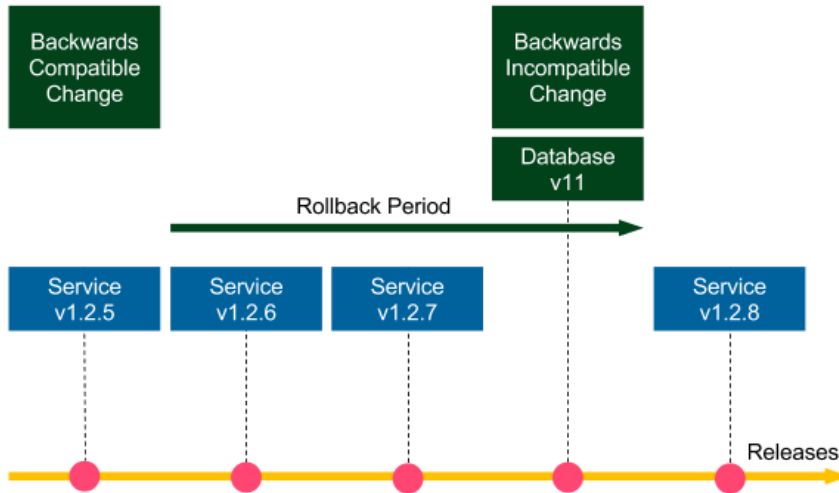 Backwards
Compatible
Change
Backwards
Incompatible
Change
Database
v11
Rollback Period
Service
v1.2.5
Service
v1.2.6
Service
v1.2.7
Service
v1.2.8
Releases